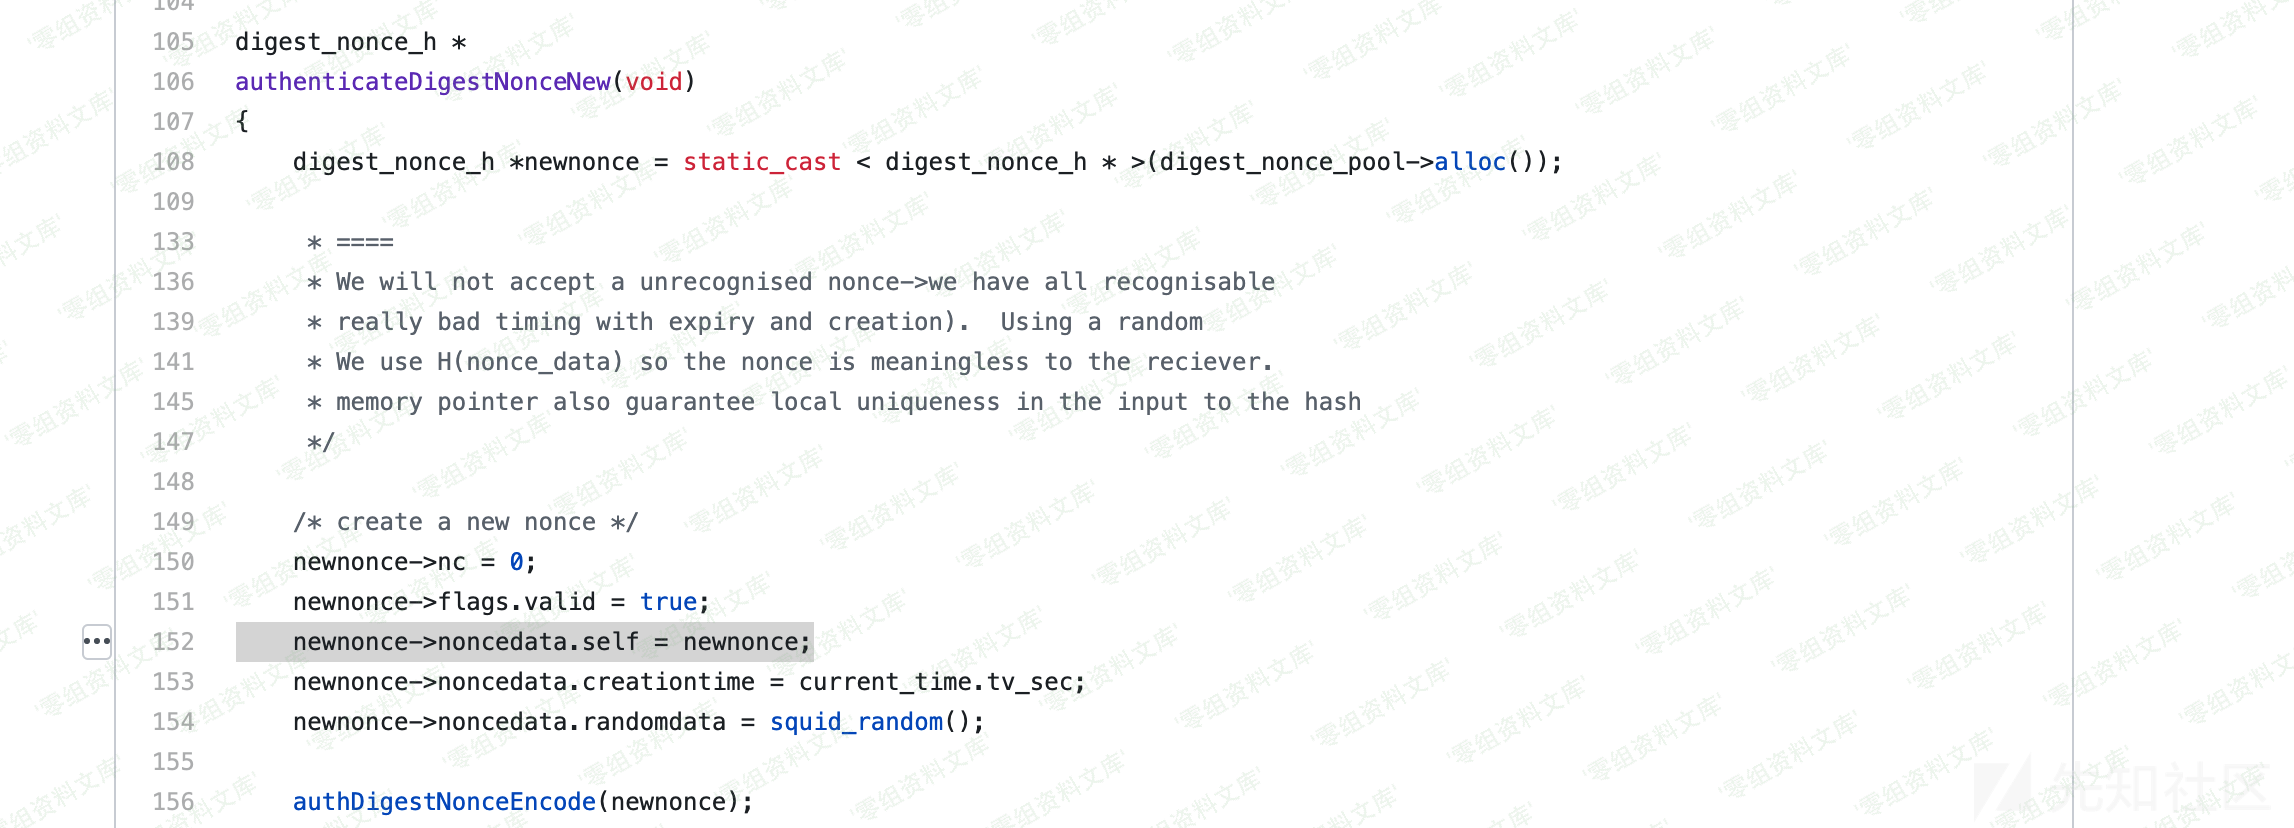 104
105 digest_nonce_h *
106 authenticateDigestNonceNew(void)
107 {
108 digest_nonce_h *newnonce = static_cast < digest_nonce_h * >(digest_nonce_pool->alloc());
109
133 * ====
136 * We will not accept a unrecognised nonce->we have all recognisable
139 * really bad timing with expiry and creation).  Using a random
141 * We use H(nonce_data) so the nonce is meaningless to the reciever.
145 * memory pointer also guarantee local uniqueness in the input to the hash
147 */
148
149 /* create a new nonce */
150 newnonce->nc = 0;
151 newnonce->flags.valid = true;
152 newnonce->noncedata.self = newnonce;
153 newnonce->noncedata.creationtime = current_time.tv_sec;
154 newnonce->noncedata.randomdata = squid_random();
155
156 authDigestNonceEncode(newnonce);
零组资料文库
先知社区